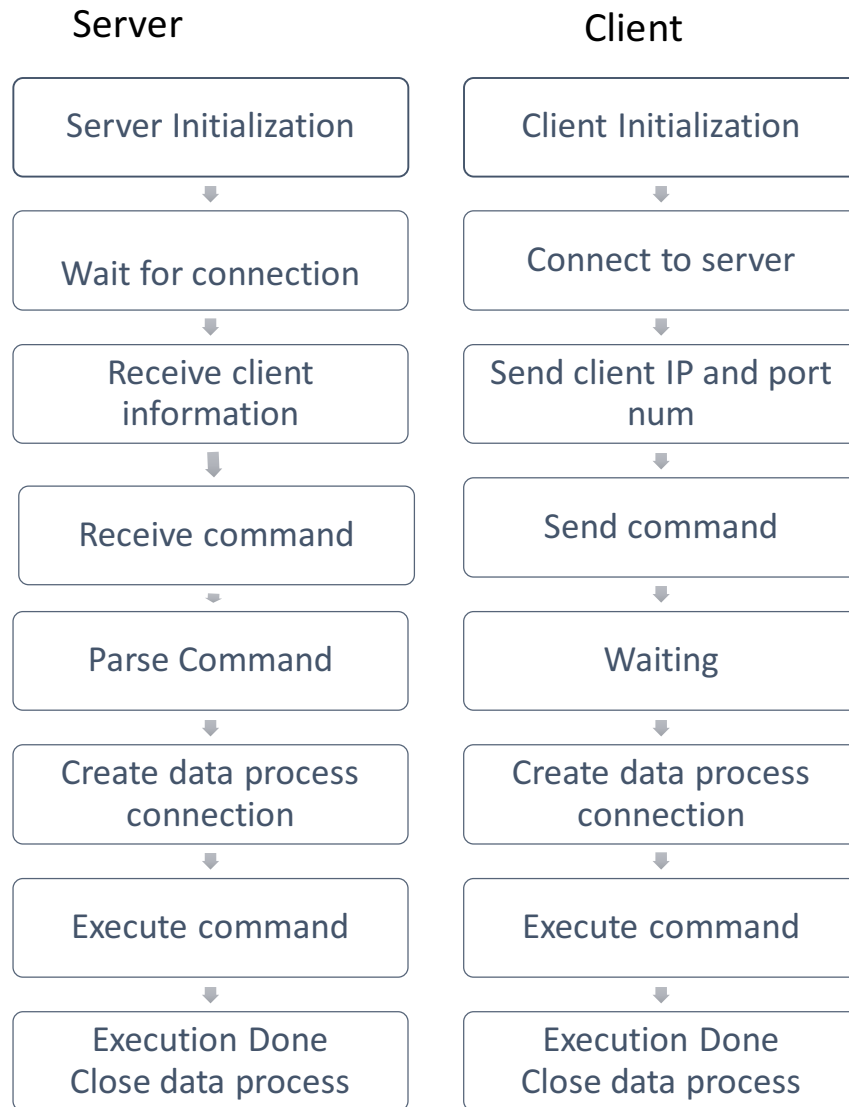 Server
Client
Server Initialization
Client Initialization
Wait for connection
Connect to server
Receive client
information
Send client IP and port
num
Receive command
Send command
Parse Command
Waiting
Create data process
connection
Create data process
connection
Execute command
Execute command
Execution Done
Close data process
Execution Done
Close data process